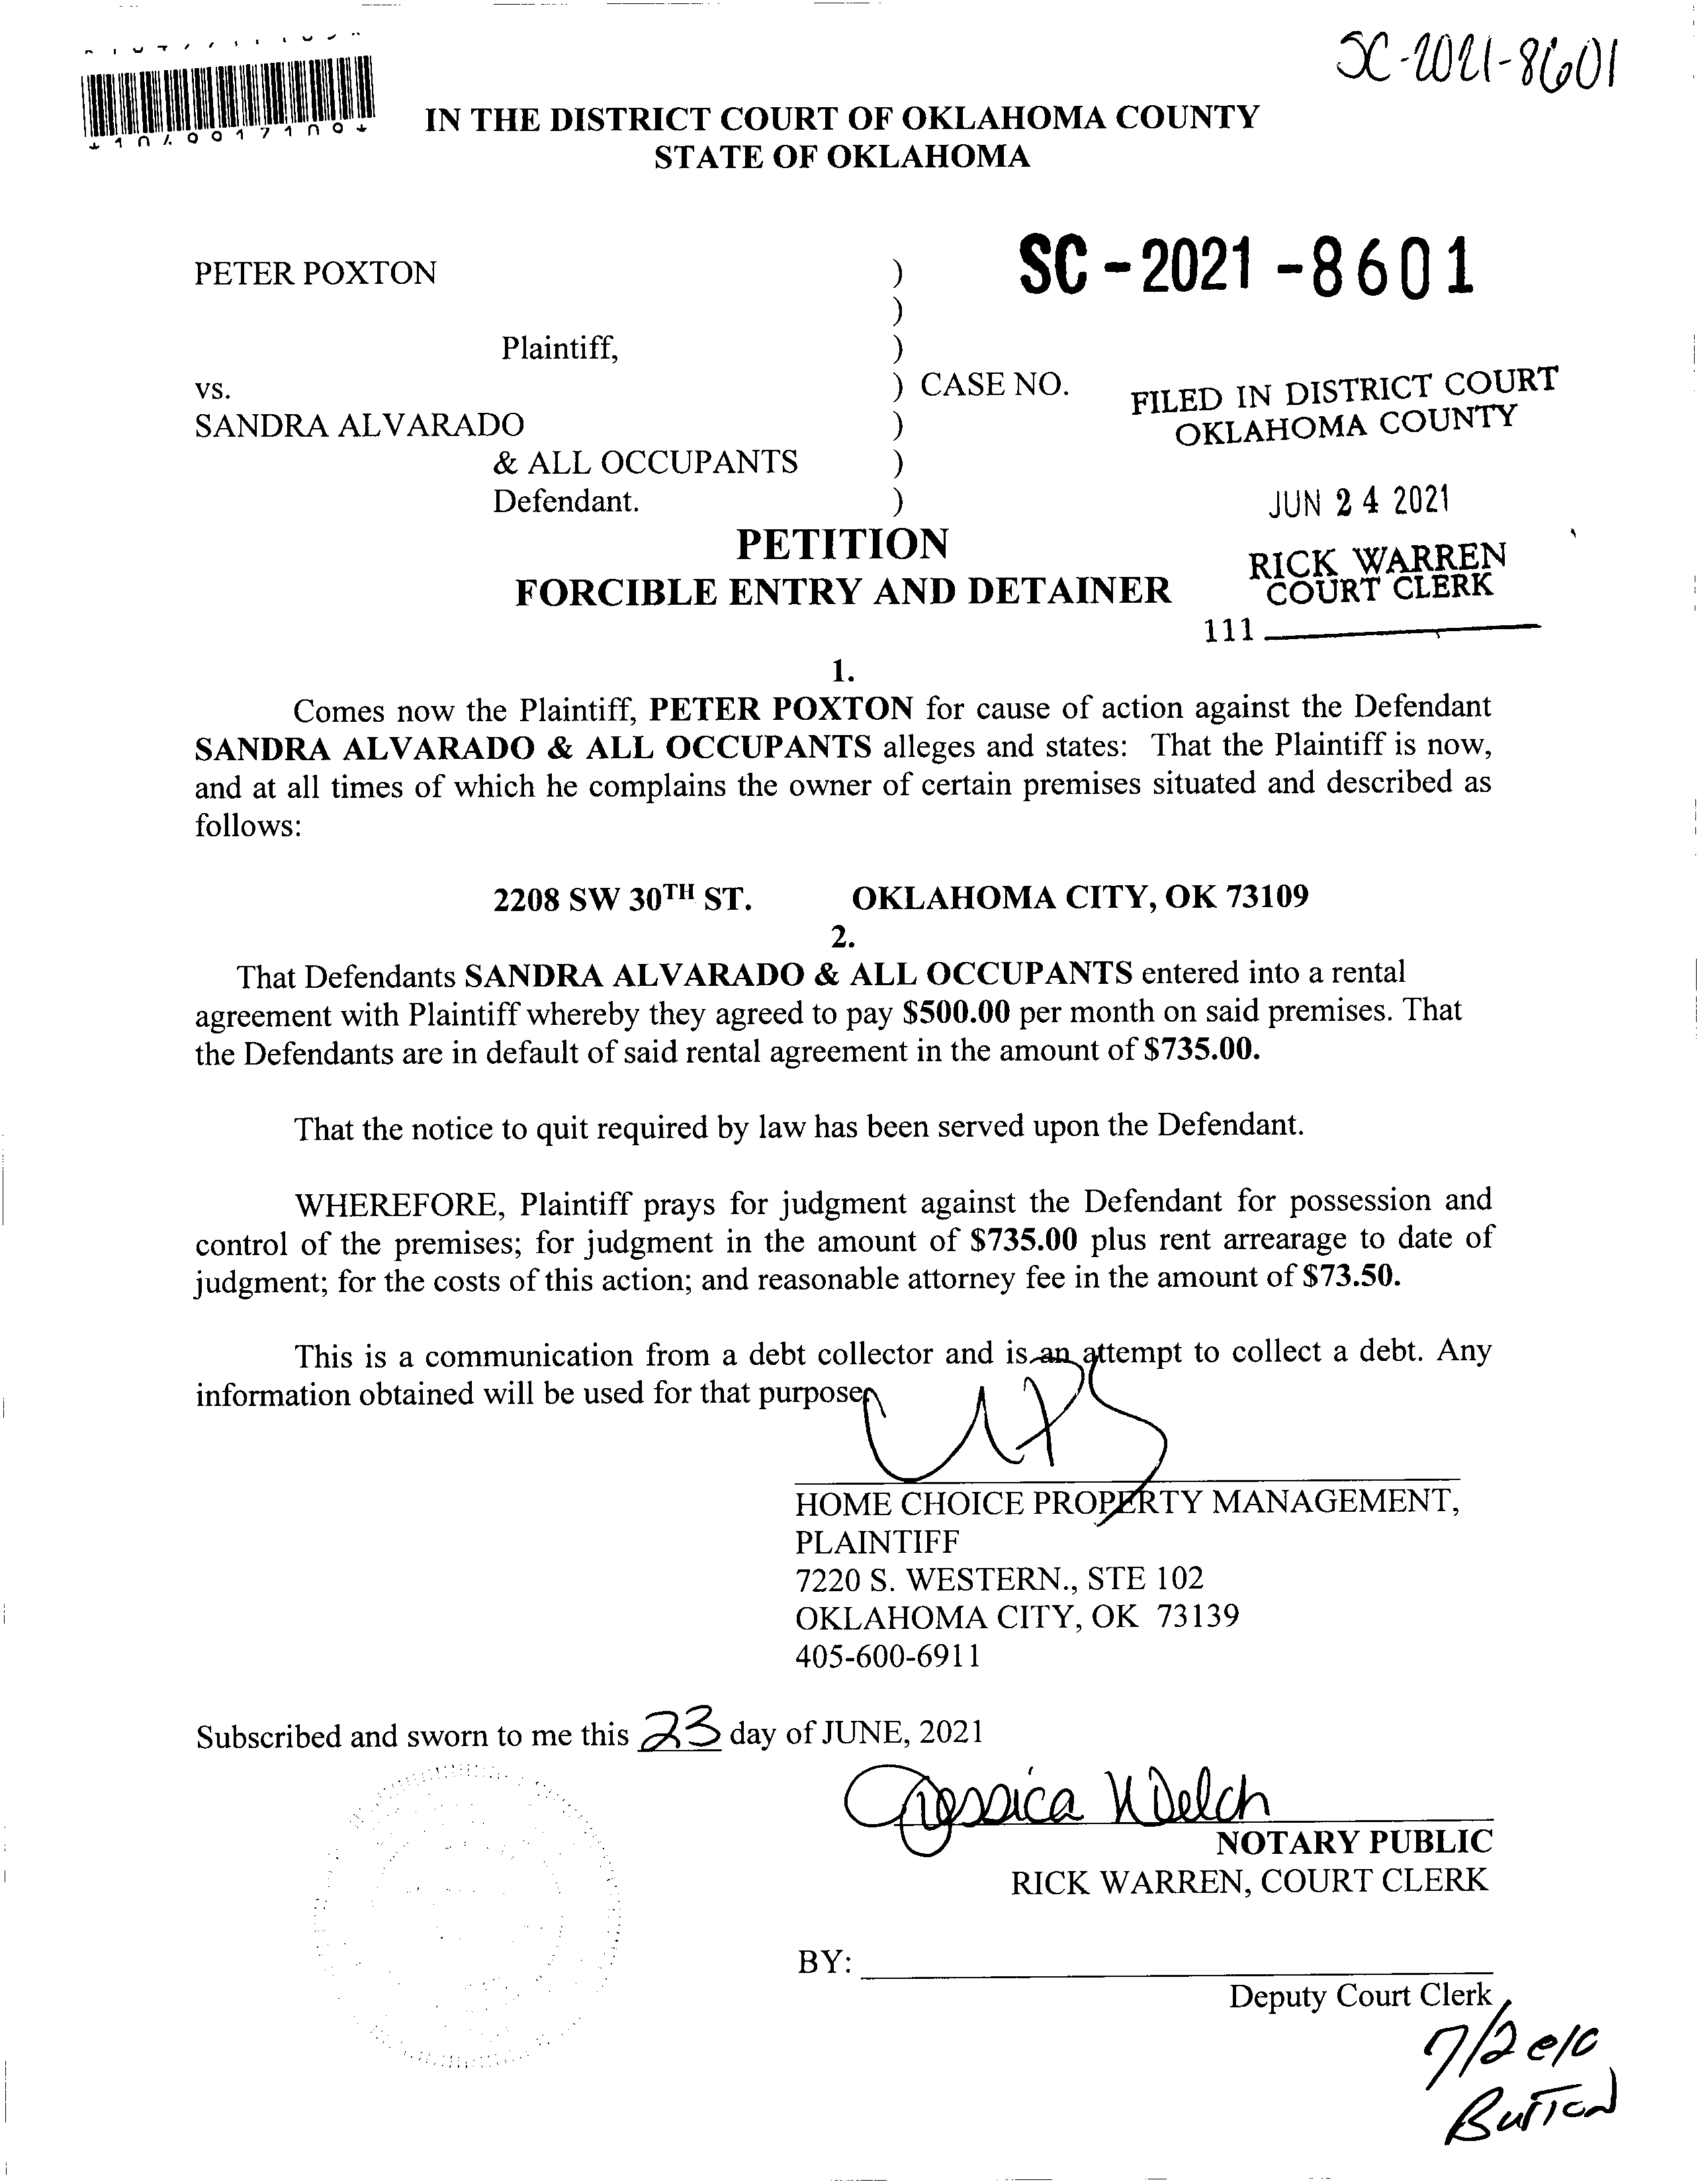 SC-2021-8601
IN THE DISTRICT COURT OF OKLAHOMA COUNTY
STATE OF OKLAHOMA
SC-2021-8601
PETER POXTON )
)
Plaintiff, )
vs. ) CASE NO.
SANDRA ALVARADO )
& ALL OCCUPANTS )
Defendant. )
FILED IN DISTRICT COURT
OKLAHOMA COUNTY
JUN 24 2021
RICK WARREN
COURT CLERK
111
PETITION
FORCIBLE ENTRY AND DETAINER
1.
Comes now the Plaintiff, PETER POXTON for cause of action against the Defendant
SANDRA ALVARADO & ALL OCCUPANTS alleges and states: That the Plaintiff is now,
and at all times of which he complains the owner of certain premises situated and described as
follows:
2208 SW 30TH ST. OKLAHOMA CITY, OK 73109
2.
That Defendants SANDRA ALVARADO & ALL OCCUPANTS entered into a rental
agreement with Plaintiff whereby they agreed to pay $500.00 per month on said premises. That
the Defendants are in default of said rental agreement in the amount of $735.00.
That the notice to quit required by law has been served upon the Defendant.
WHEREFORE, Plaintiff prays for judgment against the Defendant for possession and
control of the premises; for judgment in the amount of $735.00 plus rent arrearage to date of
judgment; for the costs of this action; and reasonable attorney fee in the amount of $73.50.
This is a communication from a debt collector and is an attempt to collect a debt. Any
information obtained will be used for that purpose.
HOME CHOICE PROPERTY MANAGEMENT,
PLAINTIFF
7220 S. WESTERN., STE 102
OKLAHOMA CITY, OK 73139
405-600-6911
Subscribed and sworn to me this 23 day of JUNE, 2021
Jessica Welch
NOTARY PUBLIC
RICK WARREN, COURT CLERK
BY:
Deputy Court Clerk
7/2 e/c
Burton